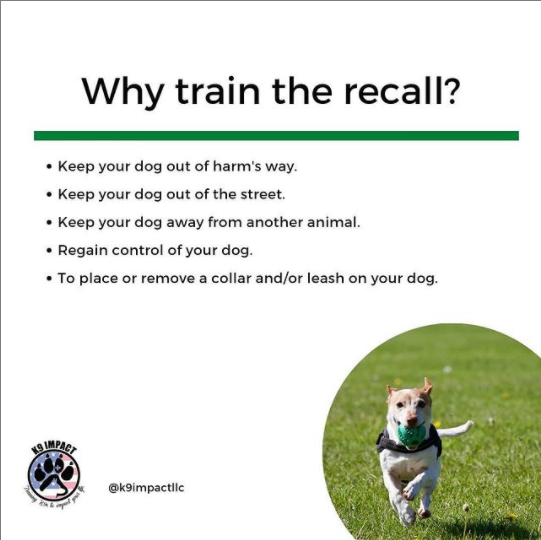 Why train the recall?
• Keep your dog out of harm's way.
• Keep your dog out of the street.
• Keep your dog away from another animal.
• Regain control of your dog.
• To place or remove a collar and/or leash on your dog.
K9 IMPACT
@k9impactllc